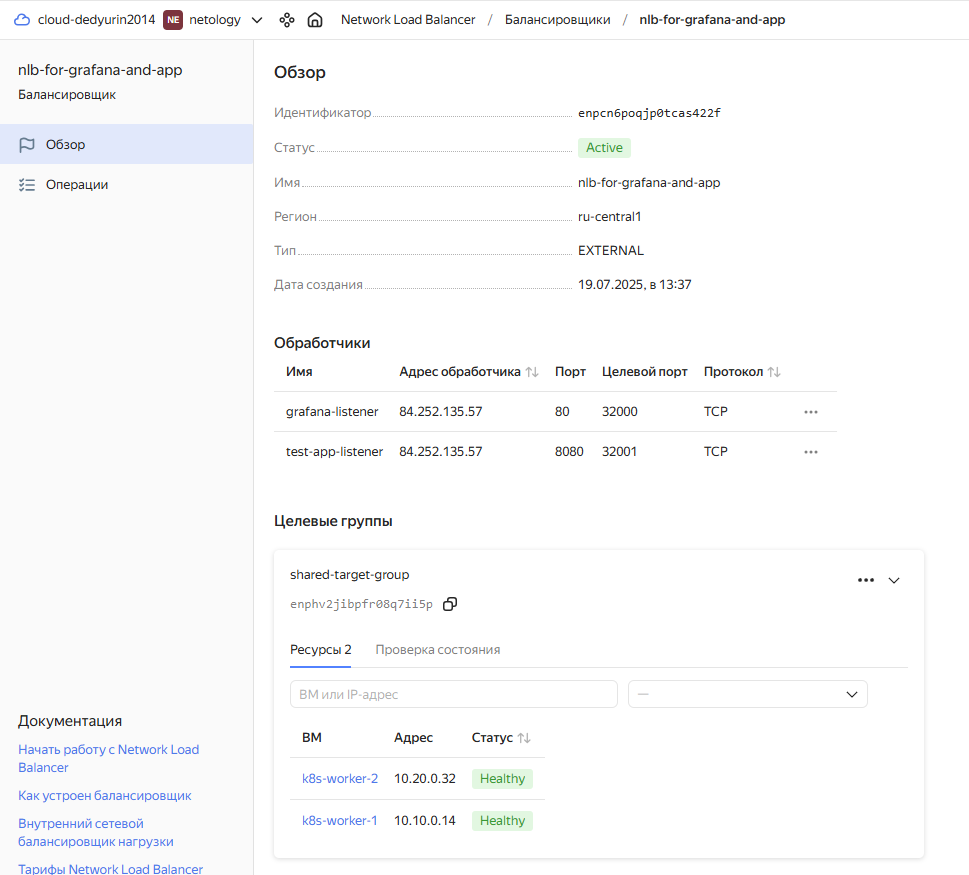 cloud-dedyurin2014 NE netology Network Load Balancer / Балансировщики / nlb-for-grafana-and-app
nlb-for-grafana-and-app
Балансировщик
Обзор
Операции
Документация
Начать работу с Network Load
Balancer
Как устроен балансировщик
Внутренний сетевой
балансировщик нагрузки
Тарифы Network Load Balancer
Обзор
Идентификатор enpcn6poqjp0tcas422f
Статус Active
Имя nlb-for-grafana-and-app
Регион ru-central1
Тип EXTERNAL
Дата создания 19.07.2025, в 13:37
Обработчики
Имя Адрес обработчика Порт Целевой порт Протокол
grafana-listener 84.252.135.57 80 32000 TCP
test-app-listener 84.252.135.57 8080 32001 TCP
Целевые группы
shared-target-group
enphv2jibpfr08q7ii5p
Ресурсы 2 Проверка состояния
ВМ или IP-адрес —
ВМ Адрес Статус
k8s-worker-2 10.20.0.32 Healthy
k8s-worker-1 10.10.0.14 Healthy